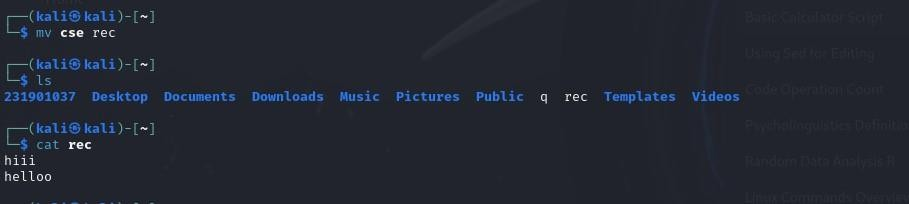 ┌──(kali㉿kali)-[~]
└─$ mv cse rec
┌──(kali㉿kali)-[~]
└─$ ls
231901037 Desktop Documents Downloads Music Pictures Public q rec Templates Videos
┌──(kali㉿kali)-[~]
└─$ cat rec
hiii
helloo
Basic Calculator Script
Using Sed for Editing
Code Operation Count
Psycholinguistics Definitio
Random Data Analysis R
Linux Commands Overview